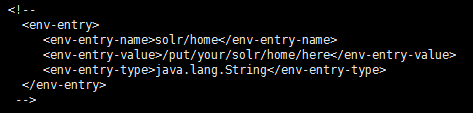 <!--
<env-entry>
<env-entry-name>solr/home</env-entry-name>
<env-entry-value>/put/your/solr/home/here</env-entry-value>
<env-entry-type>java.lang.String</env-entry-type>
</env-entry>
-->